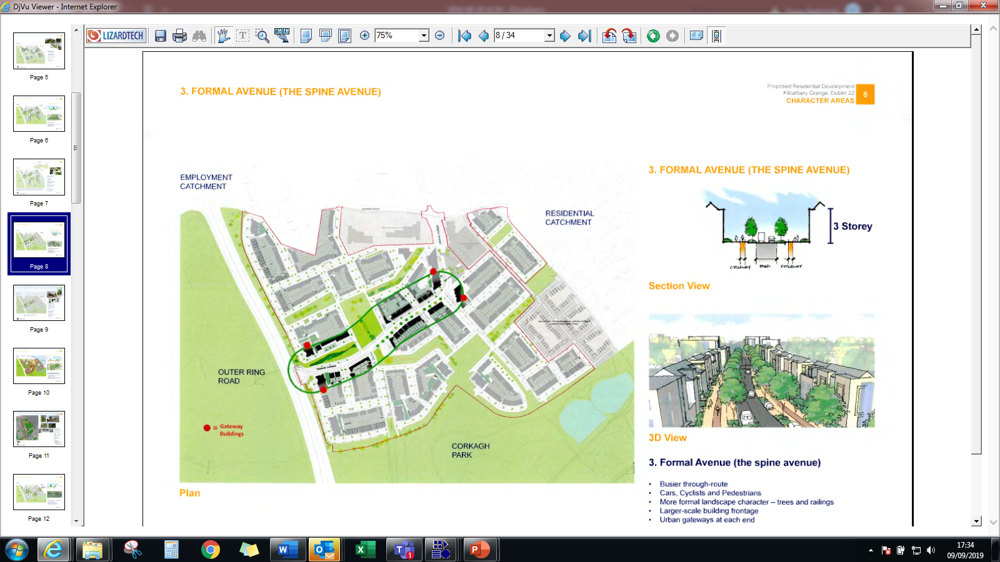 DjVu Viewer - Internet Explorer
LIZARDTECH
75%
8 / 34
Page 5
Page 6
Page 7
Page 8
Page 9
Page 10
Page 11
Page 12
3. FORMAL AVENUE (THE SPINE AVENUE)
Proposed Residential Development
Kilcarbery Grange, Dublin 22
CHARACTER AREAS
8
EMPLOYMENT
CATCHMENT
RESIDENTIAL
CATCHMENT
OUTER RING
ROAD
= Gateway
Buildings
CORKAGH
PARK
Plan
3. FORMAL AVENUE (THE SPINE AVENUE)
3 Storey
CYCLEWAY ROAD CYCLEWAY
Section View
3D View
3. Formal Avenue (the spine avenue)
• Busier through-route
• Cars, Cyclists and Pedestrians
• More formal landscape character – trees and railings
• Larger-scale building frontage
• Urban gateways at each end
17:34
09/09/2019